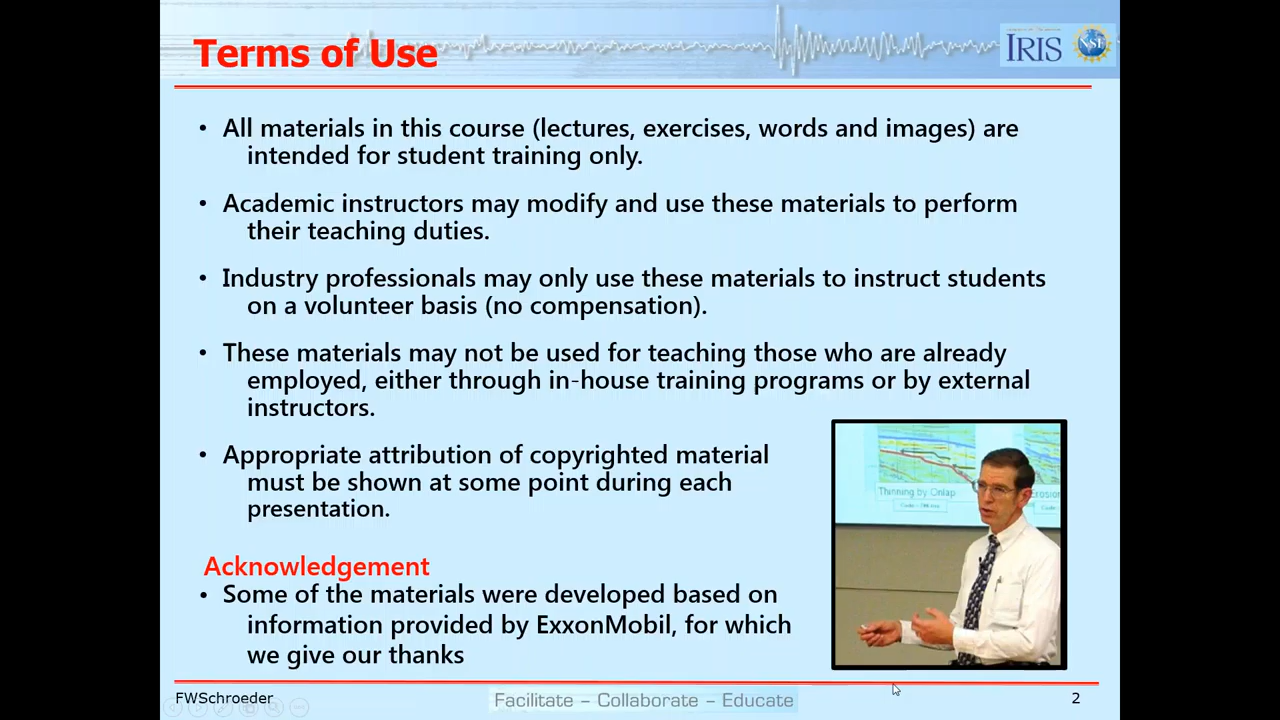 Terms of Use
IRIS
NSF
• All materials in this course (lectures, exercises, words and images) are
intended for student training only.
• Academic instructors may modify and use these materials to perform
their teaching duties.
• Industry professionals may only use these materials to instruct students
on a volunteer basis (no compensation).
• These materials may not be used for teaching those who are already
employed, either through in-house training programs or by external
instructors.
• Appropriate attribution of copyrighted material
must be shown at some point during each
presentation.
Thinning by Onlap
Erosion
Acknowledgement
• Some of the materials were developed based on
information provided by ExxonMobil, for which
we give our thanks
FWSchroeder
Facilitate – Collaborate – Educate
2